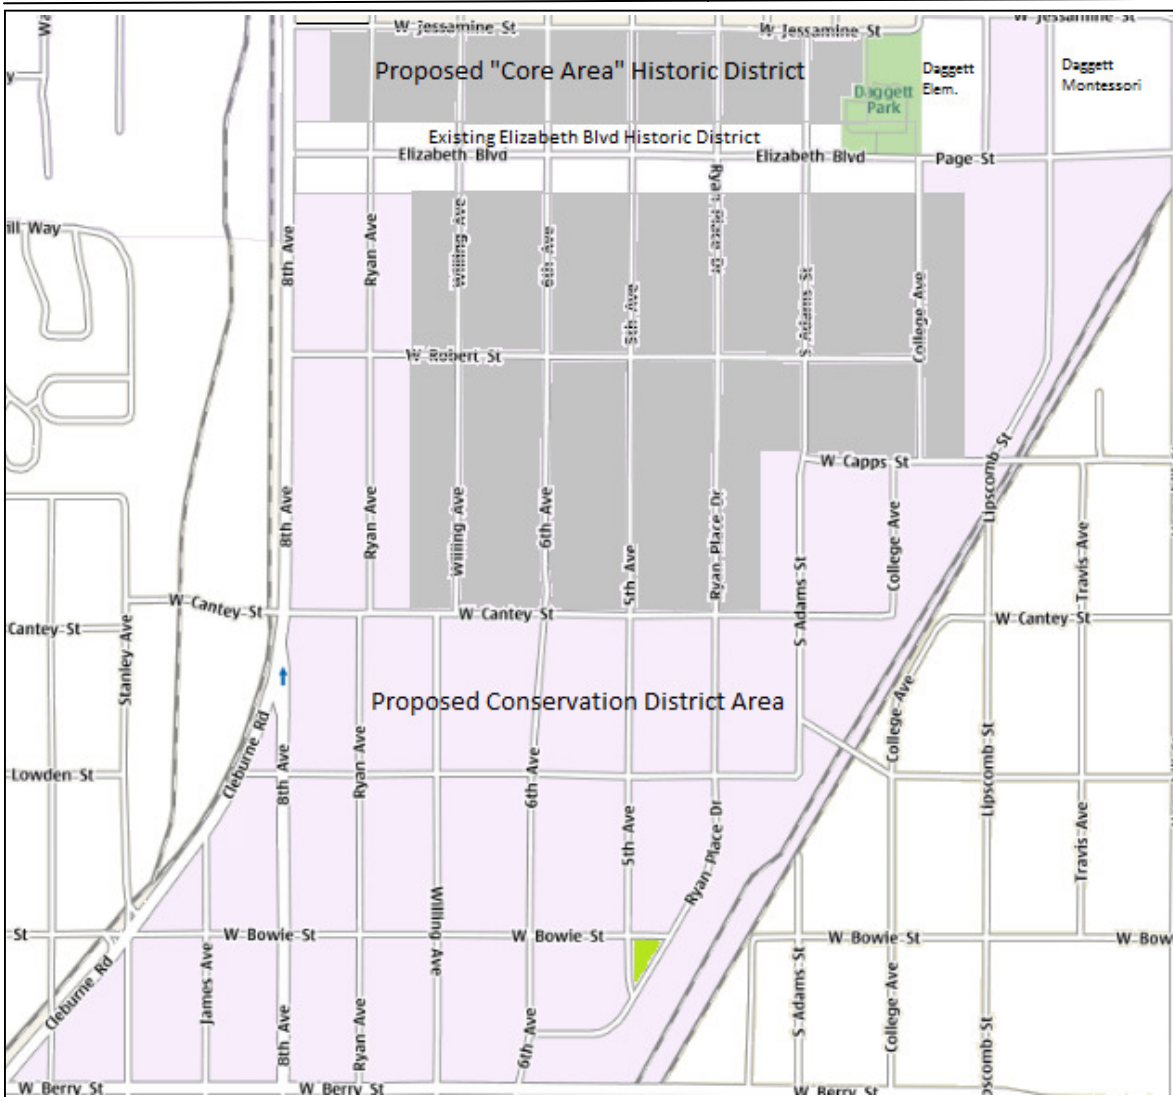 Wa
W Jessamine St
W Jessamine St
W Jessamine St
Proposed "Core Area" Historic District
Daggett
Elem.
Daggett
Montessori
Daggett
Park
Existing Elizabeth Blvd Historic District
Elizabeth Blvd
Elizabeth Blvd
Page St
ill Way
8th Ave
Ryan Ave
Willing Ave
6th Ave
5th Ave
Ryan Place Dr
S Adams St
College Ave
W Robert St
W Capps St
Lipscomb St
8th Ave
Ryan Ave
Willing Ave
6th Ave
5th Ave
Ryan Place Dr
S Adams St
College Ave
Travis Ave
W Cantey St
W Cantey St
W Cantey St
Cantey St
Stanley Ave
Proposed Conservation District Area
Cleburne Rd
8th Ave
Ryan Ave
6th Ave
5th Ave
Ryan Place Dr
College Ave
Lipscomb St
Travis Ave
Lowden St
Willing Ave
St
W Bowie St
W Bowie St
W Bowie St
W Bow
Cleburne Rd
James Ave
8th Ave
Ryan Ave
6th Ave
S Adams St
College Ave
pscomb St
W Berry St
W Berry St
W Berry St